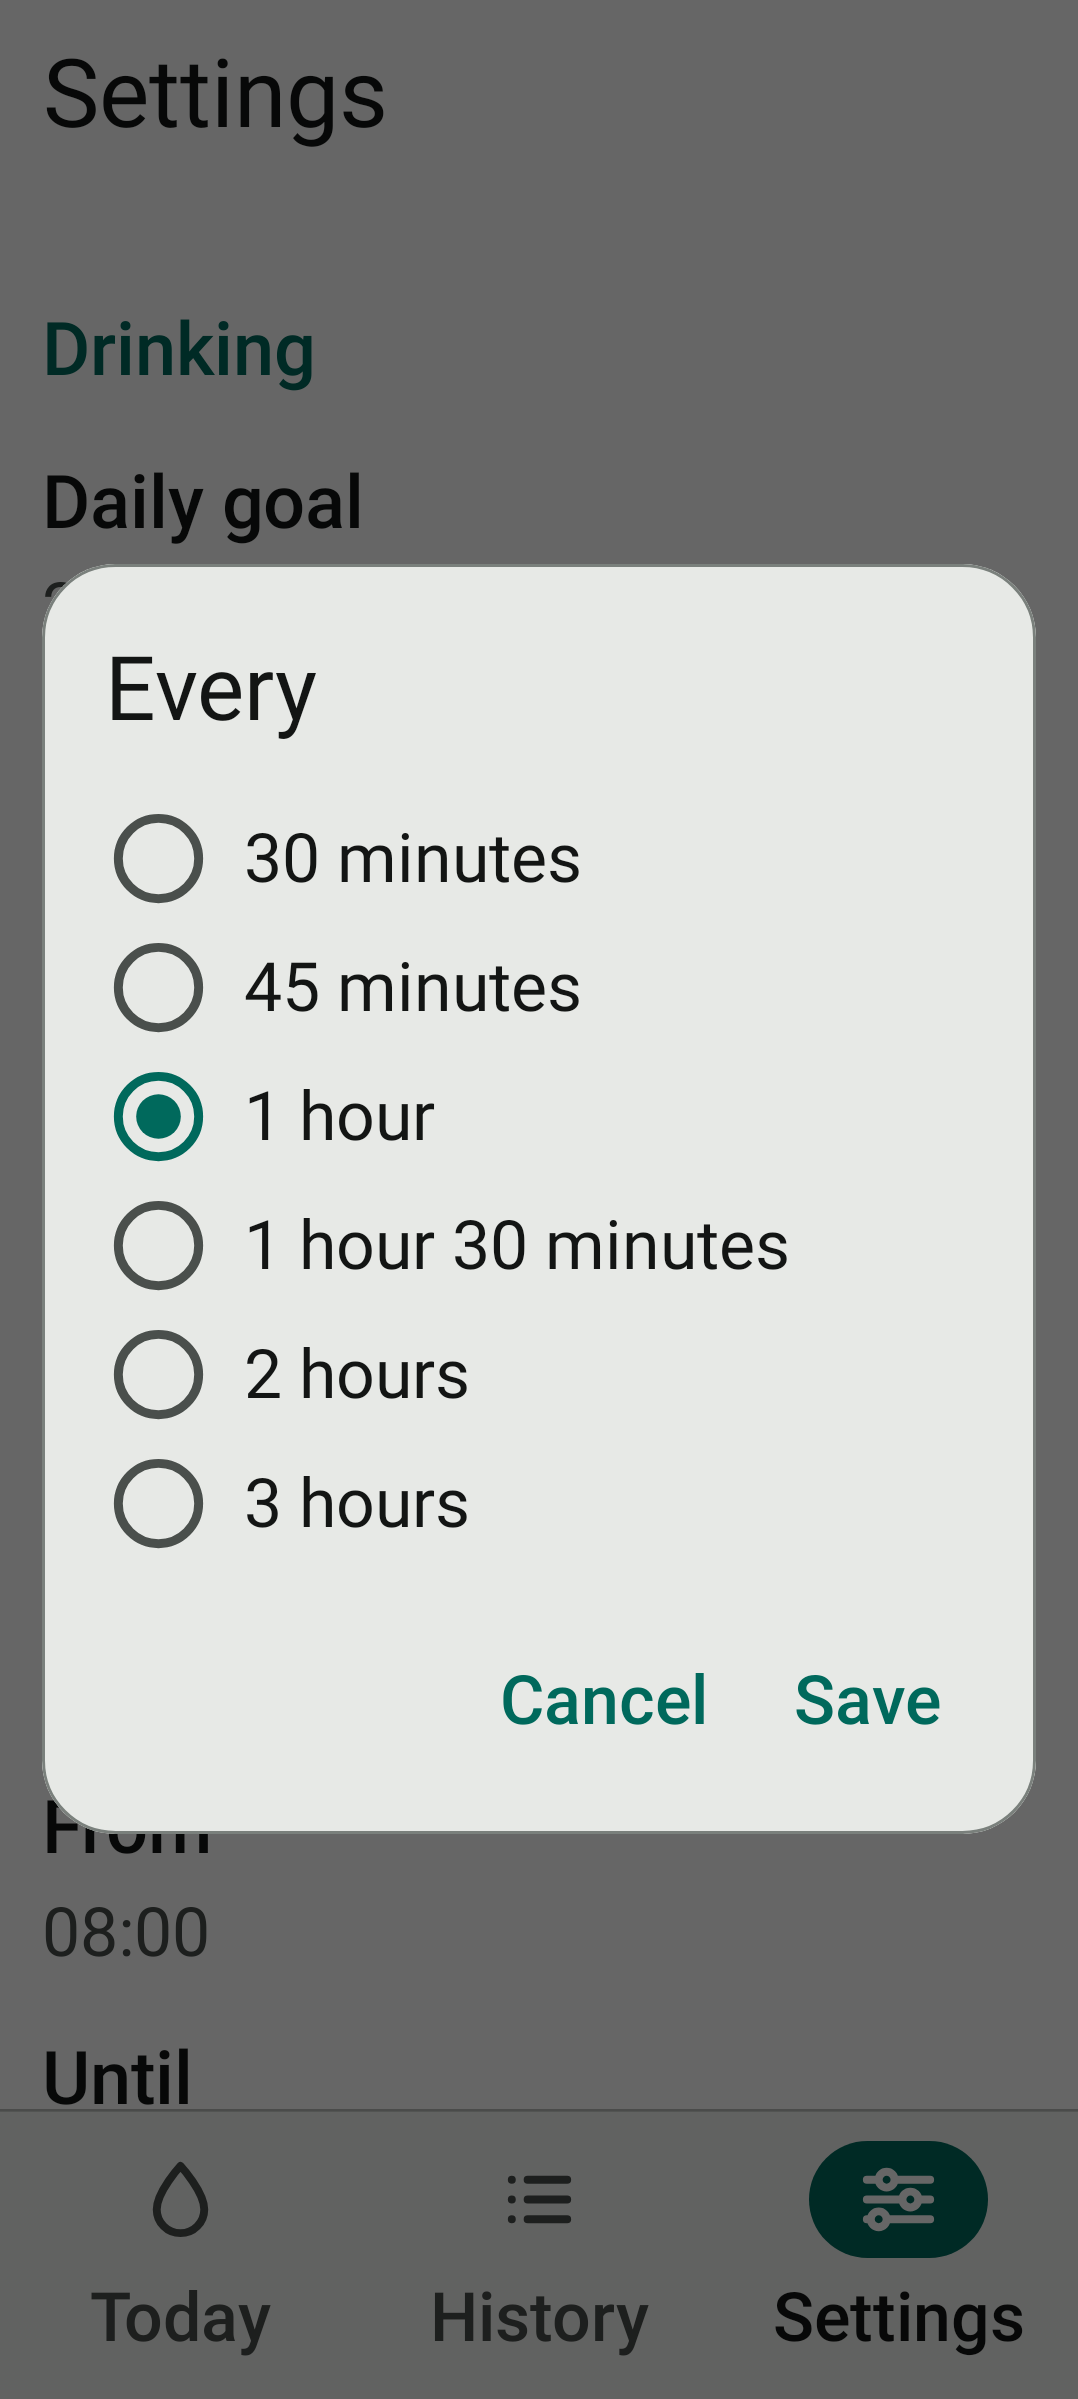 Settings
Drinking
Daily goal
Every
30 minutes
45 minutes
1 hour
1 hour 30 minutes
2 hours
3 hours
Cancel Save
From
08:00
Until
Today History Settings